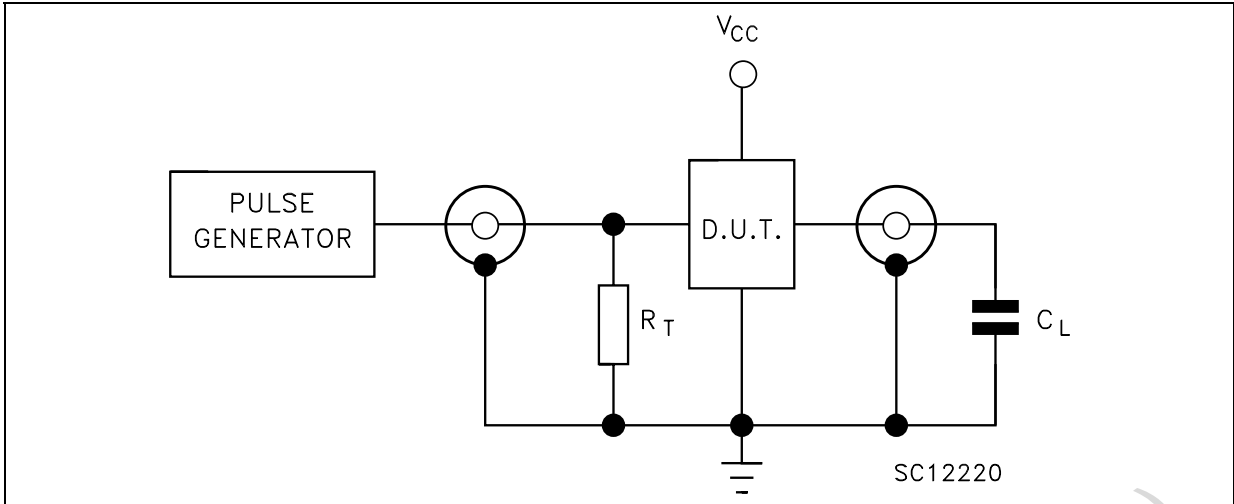 VCC
PULSE
GENERATOR
D.U.T.
RT
CL
SC12220